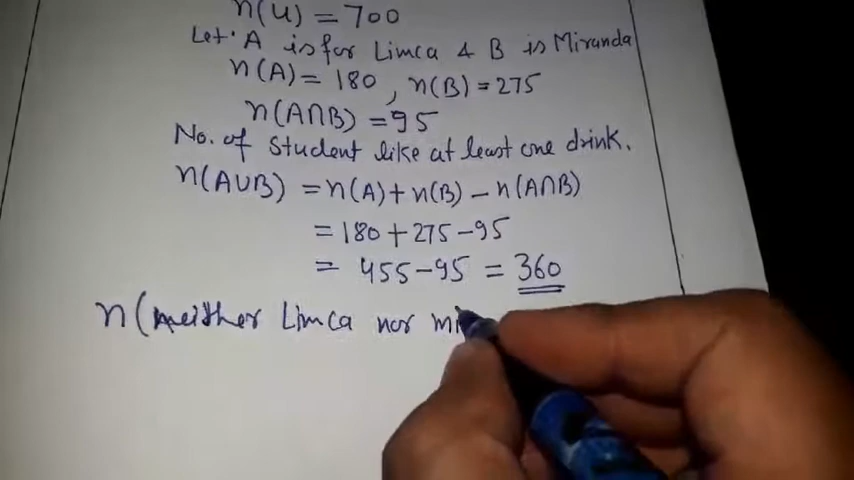 n(U) = 700
Let A is for Limca & B is Miranda
n(A) = 180, n(B) = 275
n(A∩B) = 95
No. of Student like at least one drink.
n(A∪B) = n(A) + n(B) - n(A∩B)
= 180 + 275 - 95
= 455 - 95 = 360
n(neither Limca nor mi